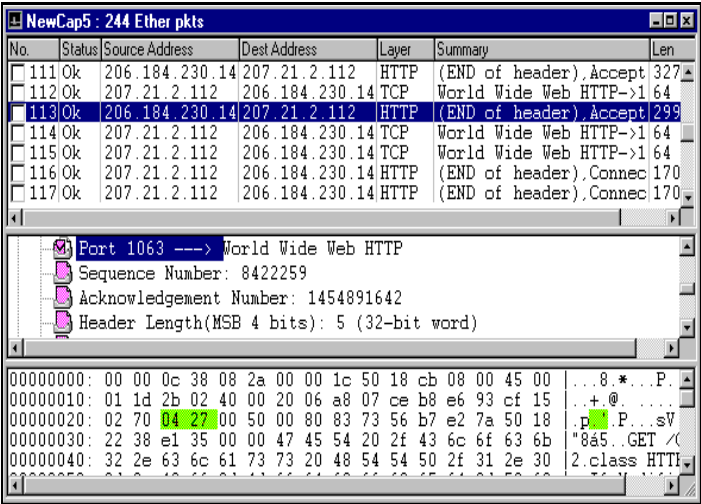 NewCap5 : 244 Ether pkts
No. Status Source Address Dest Address Layer Summary Len
111 Ok 206.184.230.14 207.21.2.112 HTTP (END of header),Accept 327
112 Ok 207.21.2.112 206.184.230.14 TCP World Wide Web HTTP->1 64
113 Ok 206.184.230.14 207.21.2.112 HTTP (END of header),Accept 299
114 Ok 207.21.2.112 206.184.230.14 TCP World Wide Web HTTP->1 64
115 Ok 207.21.2.112 206.184.230.14 TCP World Wide Web HTTP->1 64
116 Ok 207.21.2.112 206.184.230.14 HTTP (END of header),Connec 170
117 Ok 207.21.2.112 206.184.230.14 HTTP (END of header),Connec 170
Port 1063 ---> World Wide Web HTTP
Sequence Number: 8422259
Acknowledgement Number: 1454891642
Header Length(MSB 4 bits): 5 (32-bit word)
00000000: 00 00 0c 38 08 2a 00 00 1c 50 18 cb 08 00 45 00 ...8.*...P.
00000010: 01 1d 2b 02 40 00 20 06 a8 07 ce b8 e6 93 cf 15 ..+.@. .....
00000020: 02 70 04 27 00 50 00 80 83 73 56 b7 e2 7a 50 18 .p.'.P...sV
00000030: 22 38 e1 35 00 00 47 45 54 20 2f 43 6c 6f 63 6b "8á5..GET /C
00000040: 32 2e 63 6c 61 73 73 20 48 54 54 50 2f 31 2e 30 2.class HTTP